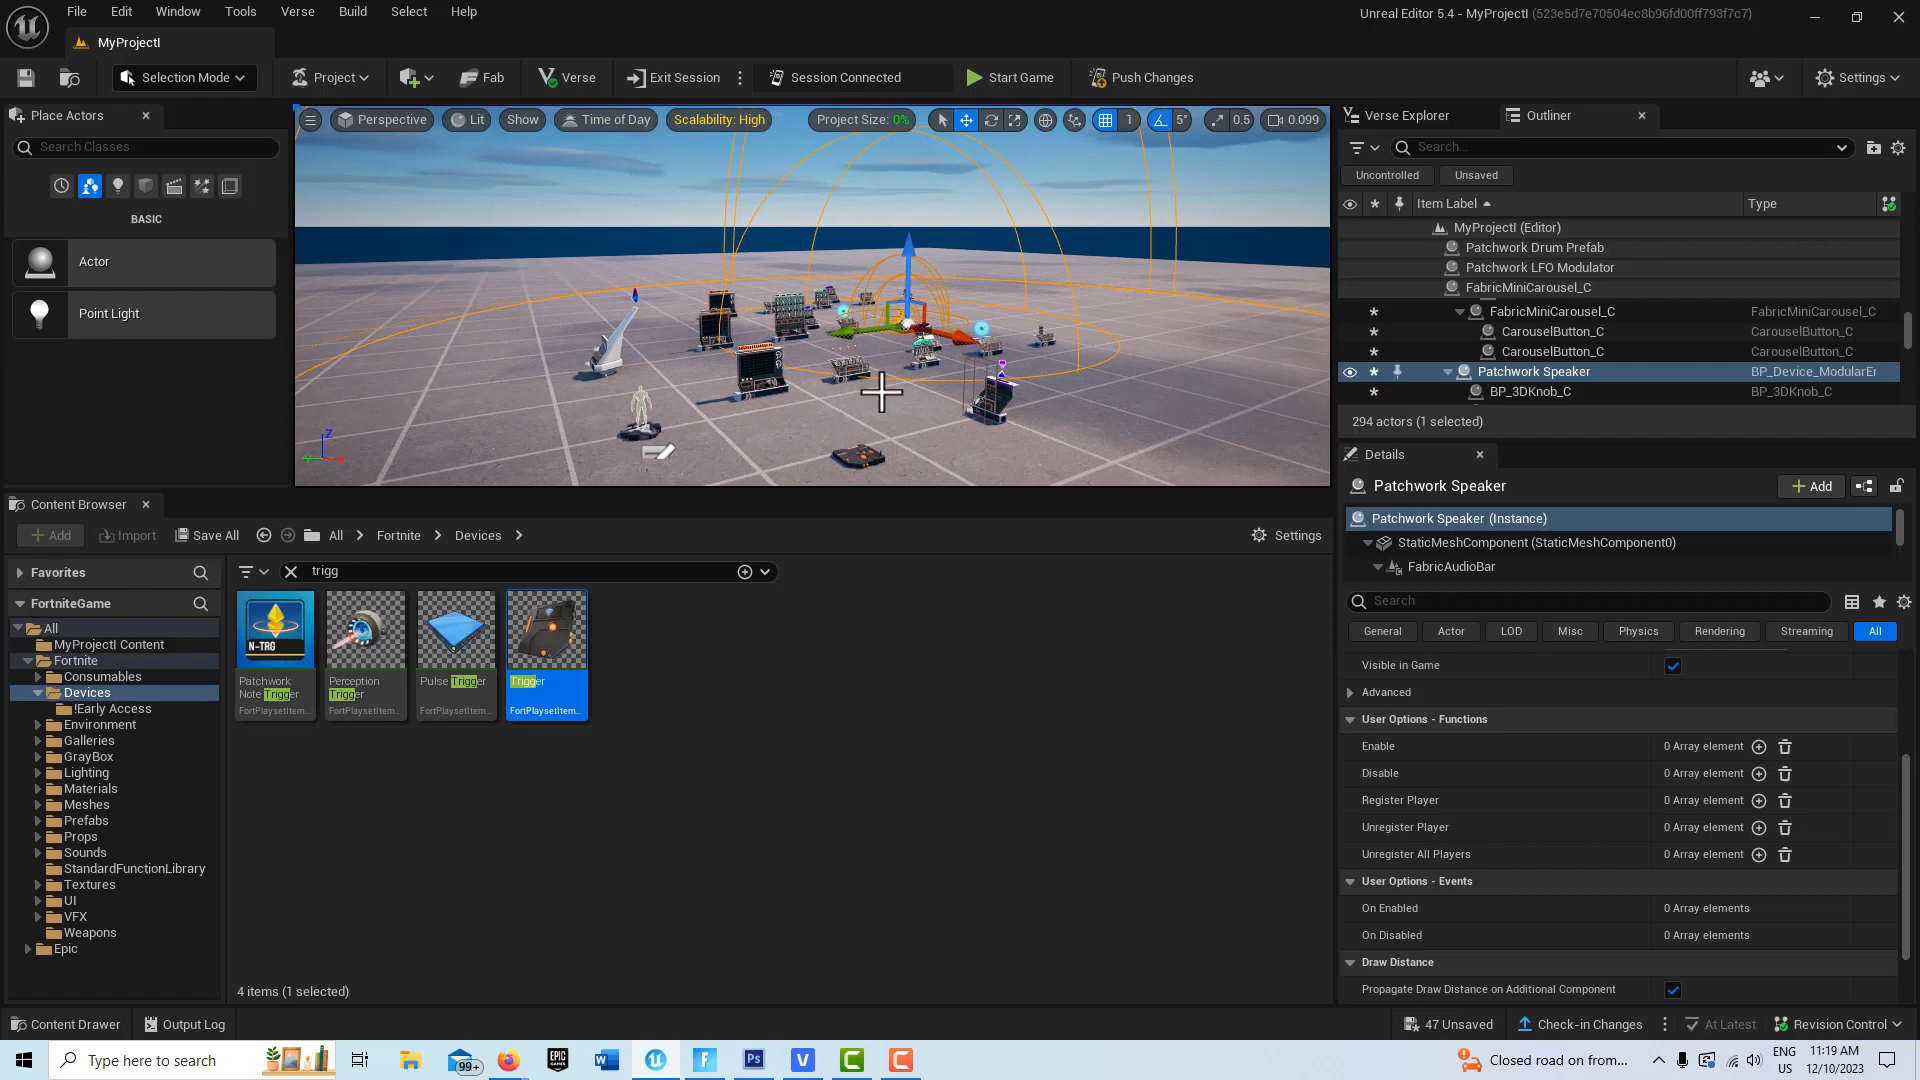 File Edit Window Tools Verse Build Select Help
Unreal Editor 5.4 - MyProjectI (523e5d7e70504ec8b96fd00ff793f7c7)
MyProjectI
Selection Mode Project Fab Verse Exit Session Session Connected Start Game Push Changes Settings
Place Actors
Search Classes
BASIC
Actor
Point Light
Perspective Lit Show Time of Day Scalability: High Project Size: 0% 1 5° 0.5 0.099
Verse Explorer Outliner
Search...
Uncontrolled Unsaved
Item Label Type
MyProjectI (Editor)
Patchwork Drum Prefab
Patchwork LFO Modulator
FabricMiniCarousel_C
FabricMiniCarousel_C FabricMiniCarousel_C
CarouselButton_C CarouselButton_C
CarouselButton_C CarouselButton_C
Patchwork Speaker BP_Device_ModularEr
BP_3DKnob_C BP_3DKnob_C
294 actors (1 selected)
Details
Patchwork Speaker
Add
Patchwork Speaker (Instance)
StaticMeshComponent (StaticMeshComponent0)
FabricAudioBar
Search
General Actor LOD Misc Physics Rendering Streaming All
Visible in Game
Advanced
User Options - Functions
Enable 0 Array element
Disable 0 Array element
Register Player 0 Array element
Unregister Player 0 Array element
Unregister All Players 0 Array element
User Options - Events
On Enabled 0 Array elements
On Disabled 0 Array elements
Draw Distance
Propagate Draw Distance on Additional Component
Content Browser
Add Import Save All All Fortnite Devices Settings
Favorites
FortniteGame
All
MyProjectI Content
Fortnite
Consumables
Devices
!Early Access
Environment
Galleries
GrayBox
Lighting
Materials
Meshes
Prefabs
Props
Sounds
StandardFunctionLibrary
Textures
UI
VFX
Weapons
Epic
trigg
N-TRG
Patchwork
Note Trigger
FortPlaysetItem...
Perception
Trigger
FortPlaysetItem...
Pulse Trigger
FortPlaysetItem...
Trigger
FortPlaysetItem...
4 items (1 selected)
Content Drawer Output Log 47 Unsaved Check-in Changes At Latest Revision Control
Type here to search
99+
EPIC GAMES
W
Ps
V
Closed road on from...
ENG
US
11:19 AM
12/10/2023